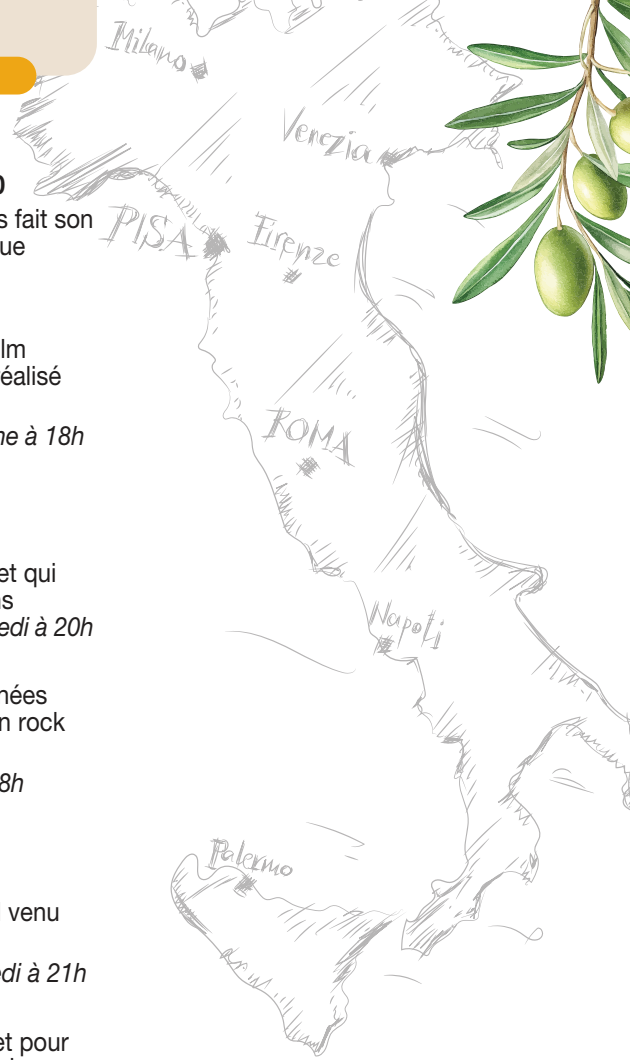 Milano
Venezia
PISA
Firenze
ROMA
Napoli
Palermo
s fait son
ue
lm
éalisé
ne à 18h
et qui
s
edi à 20h
nées
n rock
8h
venu
edi à 21h
et pour